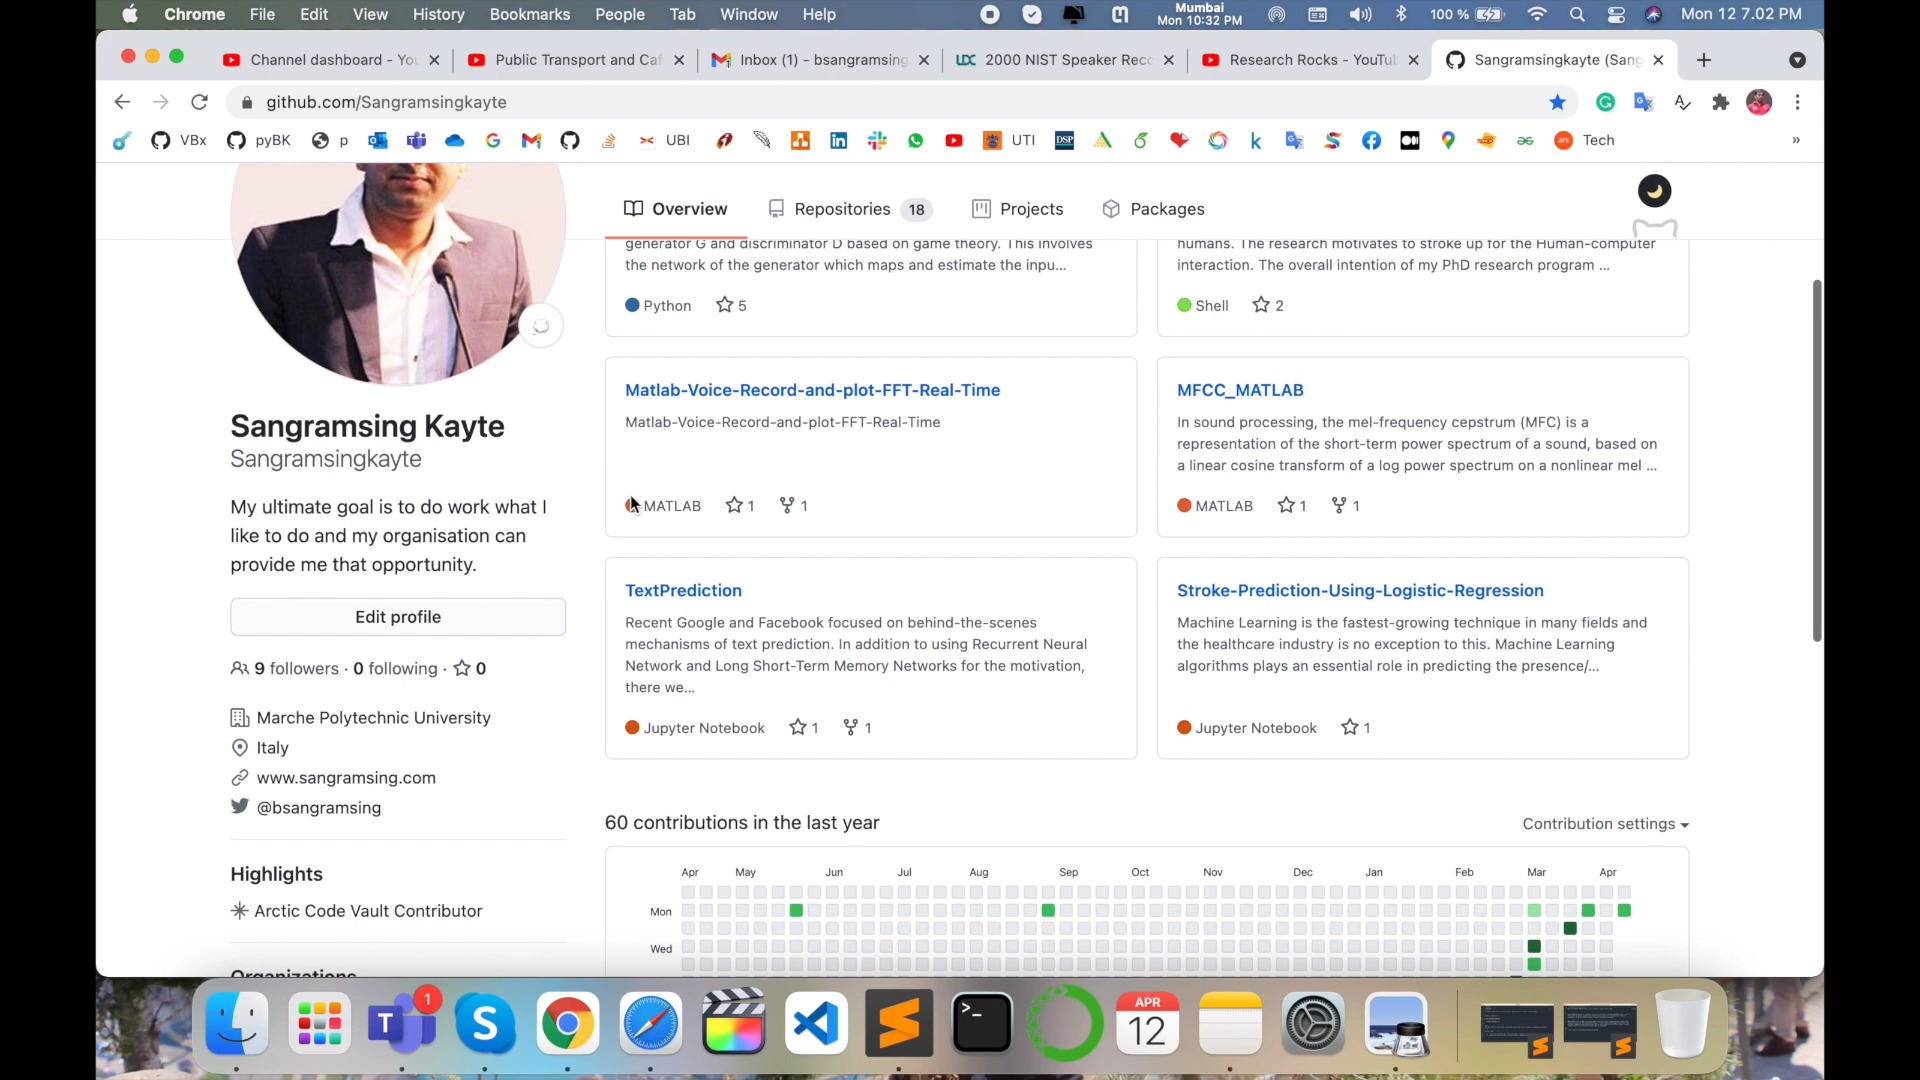 Chrome File Edit View History Bookmarks People Tab Window Help
Mumbai
Mon 10:32 PM
100 %
Mon 12 7.02 PM
Channel dashboard - You
Public Transport and Caf
Inbox (1) - bsangramsing
LDC 2000 NIST Speaker Reco
Research Rocks - YouTub
Sangramsingkayte (Sang
github.com/Sangramsingkayte
VBx
pyBK
p
UBI
UTI
DSP
k
ars Tech
»
Overview
Repositories 18
Projects
Packages
generator G and discriminator D based on game theory. This involves
the network of the generator which maps and estimate the inpu...
Python 5
humans. The research motivates to stroke up for the Human-computer
interaction. The overall intention of my PhD research program ...
Shell 2
Matlab-Voice-Record-and-plot-FFT-Real-Time
Matlab-Voice-Record-and-plot-FFT-Real-Time
MATLAB 1 1
MFCC_MATLAB
In sound processing, the mel-frequency cepstrum (MFC) is a
representation of the short-term power spectrum of a sound, based on
a linear cosine transform of a log power spectrum on a nonlinear mel ...
MATLAB 1 1
Sangramsing Kayte
Sangramsingkayte
My ultimate goal is to do work what I
like to do and my organisation can
provide me that opportunity.
Edit profile
9 followers · 0 following · 0
Marche Polytechnic University
Italy
www.sangramsing.com
@bsangramsing
Highlights
Arctic Code Vault Contributor
Organizations
TextPrediction
Recent Google and Facebook focused on behind-the-scenes
mechanisms of text prediction. In addition to using Recurrent Neural
Network and Long Short-Term Memory Networks for the motivation,
there we...
Jupyter Notebook 1 1
Stroke-Prediction-Using-Logistic-Regression
Machine Learning is the fastest-growing technique in many fields and
the healthcare industry is no exception to this. Machine Learning
algorithms plays an essential role in predicting the presence/...
Jupyter Notebook 1
60 contributions in the last year
Contribution settings
Apr May Jun Jul Aug Sep Oct Nov Dec Jan Feb Mar Apr
Mon
Wed
1
T
S
>_
APR
12